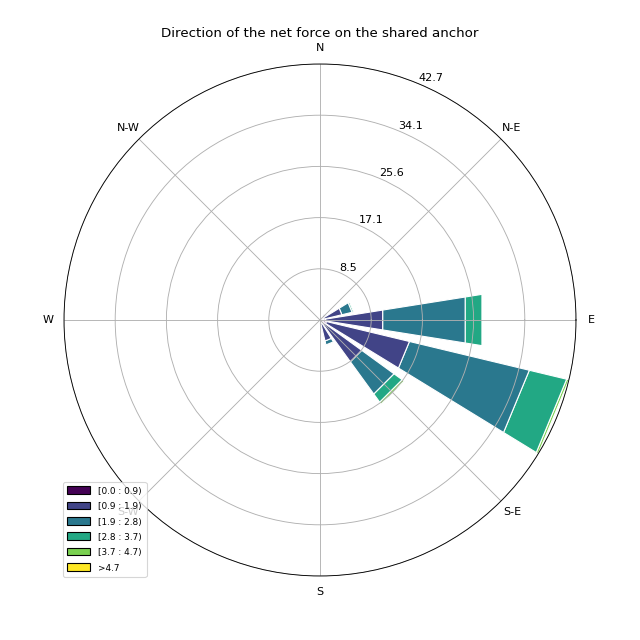 Direction of the net force on the shared anchor
N
42.7
N-W
N-E
34.1
25.6
17.1
8.5
W
E
[0.0 : 0.9)
[0.9 : 1.9)
S-W
S-E
[1.9 : 2.8)
[2.8 : 3.7)
[3.7 : 4.7)
>4.7
S